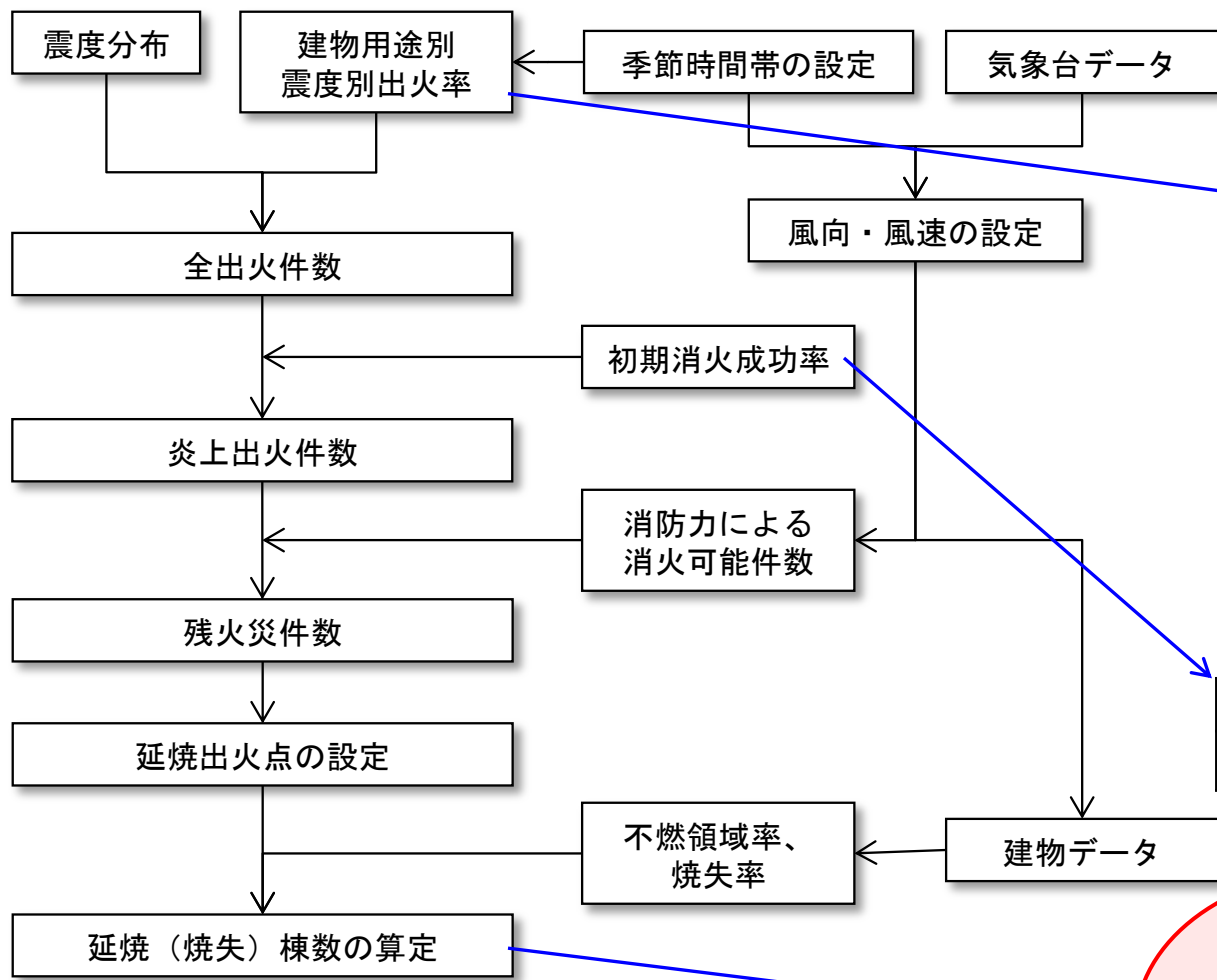 震度分布
建物用途別
震度別出火率
季節時間帯の設定
気象台データ
風向・風速の設定
全出火件数
初期消火成功率
炎上出火件数
消防力による
消火可能件数
残火災件数
延焼出火点の設定
不燃領域率、
焼失率
建物データ
延焼（焼失）棟数の算定